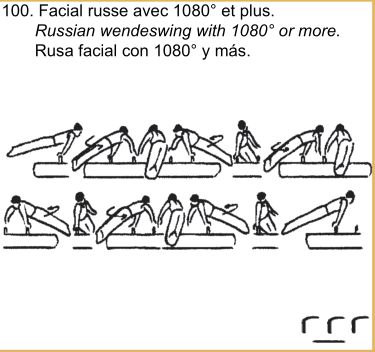 100. Facial russe avec 1080° et plus.
Russian wendeswing with 1080° or more.
Rusa facial con 1080° y más.